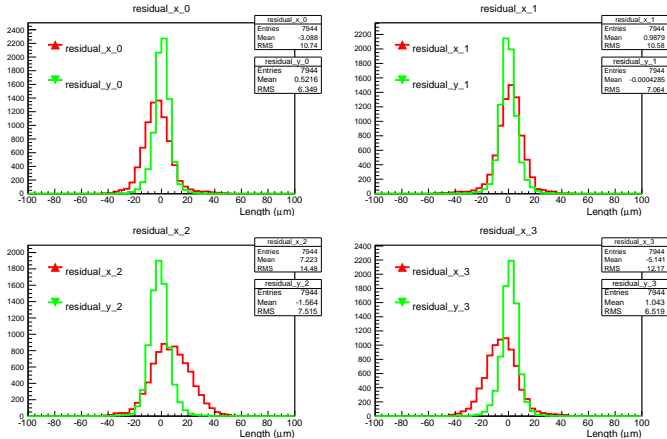 residual_x_0
residual_x_0
Entries 7944
Mean -3.088
RMS 10.74
residual_y_0
Entries 7944
Mean 0.5216
RMS 6.349
residual_x_0
residual_y_0
2400
2200
2000
1800
1600
1400
1200
1000
800
600
400
200
0
-100 -80 -60 -40 -20 0 20 40 60 80 100
Length (μm)
residual_x_1
residual_x_1
Entries 7944
Mean 0.9879
RMS 10.58
residual_y_1
Entries 7944
Mean -0.0004285
RMS 7.064
residual_x_1
residual_y_1
2200
2000
1800
1600
1400
1200
1000
800
600
400
200
0
-100 -80 -60 -40 -20 0 20 40 60 80 100
Length (μm)
residual_x_2
residual_x_2
Entries 7944
Mean 7.223
RMS 14.48
residual_y_2
Entries 7944
Mean -1.564
RMS 7.515
residual_x_2
residual_y_2
2000
1800
1600
1400
1200
1000
800
600
400
200
0
-100 -80 -60 -40 -20 0 20 40 60 80 100
Length (μm)
residual_x_3
residual_x_3
Entries 7944
Mean -5.141
RMS 12.17
residual_y_3
Entries 7944
Mean 1.043
RMS 6.519
residual_x_3
residual_y_3
2400
2200
2000
1800
1600
1400
1200
1000
800
600
400
200
0
-100 -80 -60 -40 -20 0 20 40 60 80 100
Length (μm)